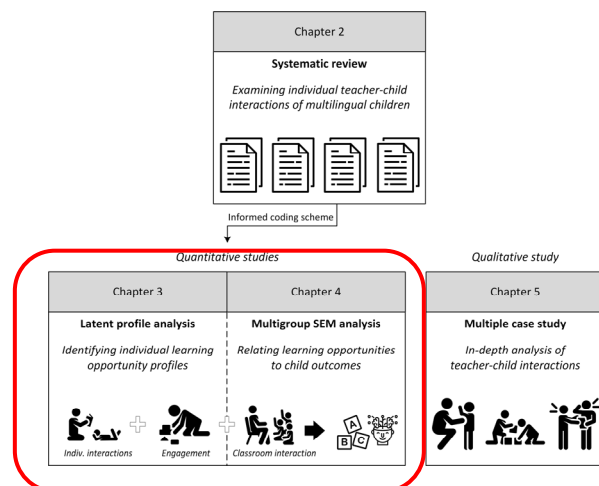 Chapter 2
Systematic review
Examining individual teacher-child
interactions of multilingual children
Informed coding scheme
Quantitative studies
Qualitative study
Chapter 3
Chapter 4
Chapter 5
Latent profile analysis
Multigroup SEM analysis
Multiple case study
Identifying individual learning
opportunity profiles
Relating learning opportunities
to child outcomes
In-depth analysis of
teacher-child interactions
A
B
C
Indiv. interactions
Engagement
Classroom interaction